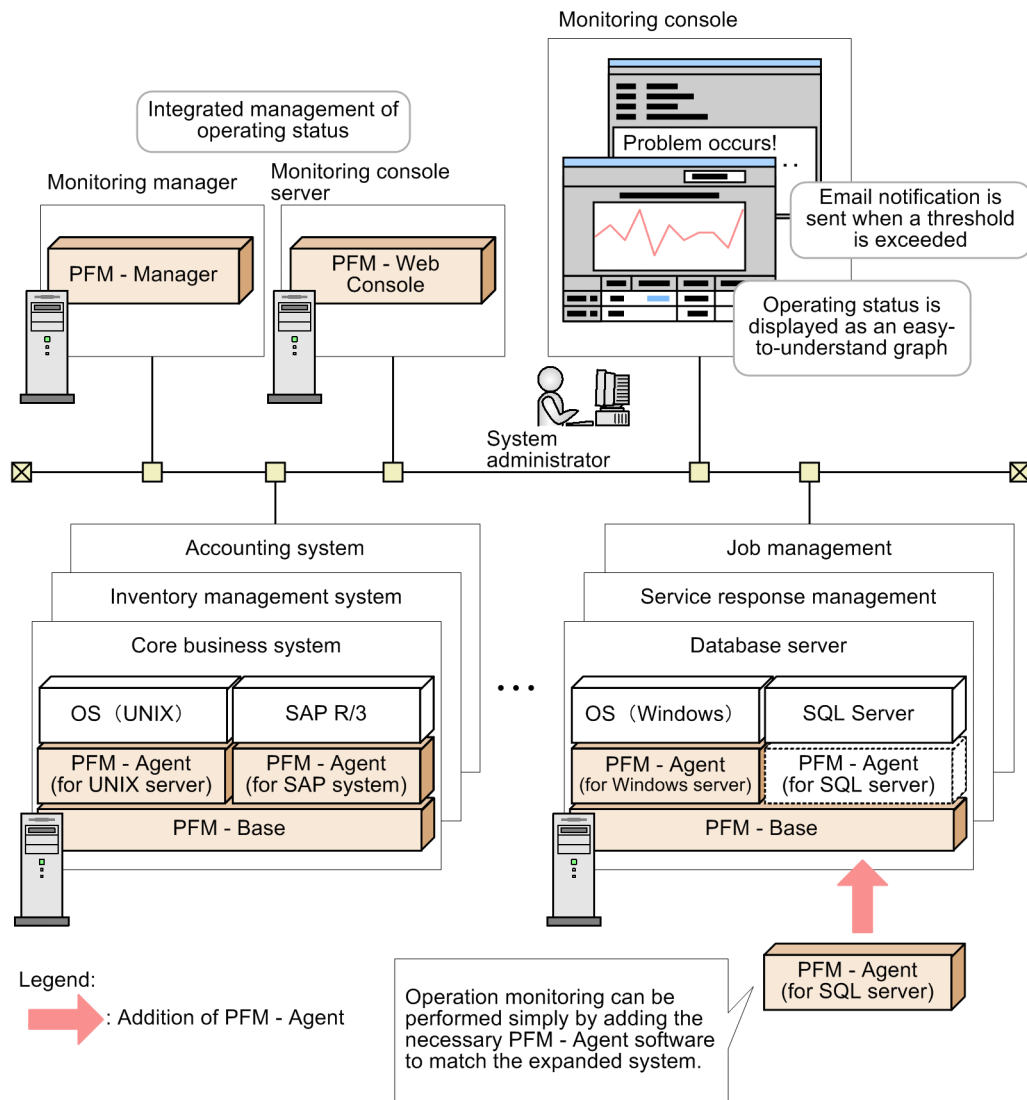 Monitoring console
Integrated management of
operating status
Problem occurs!
Monitoring manager
Monitoring console
server
Email notification is
sent when a threshold
is exceeded
PFM - Manager
PFM - Web
Console
Operating status is
displayed as an easy-
to-understand graph
System
administrator
Accounting system
Inventory management system
Core business system
OS（UNIX）
SAP R/3
PFM - Agent
(for UNIX server)
PFM - Agent
(for SAP system)
PFM - Base
...
Job management
Service response management
Database server
OS（Windows）
SQL Server
PFM - Agent
(for Windows server)
PFM - Agent
(for SQL server)
PFM - Base
PFM - Agent
(for SQL server)
Legend:
: Addition of PFM - Agent
Operation monitoring can be
performed simply by adding the
necessary PFM - Agent software
to match the expanded system.